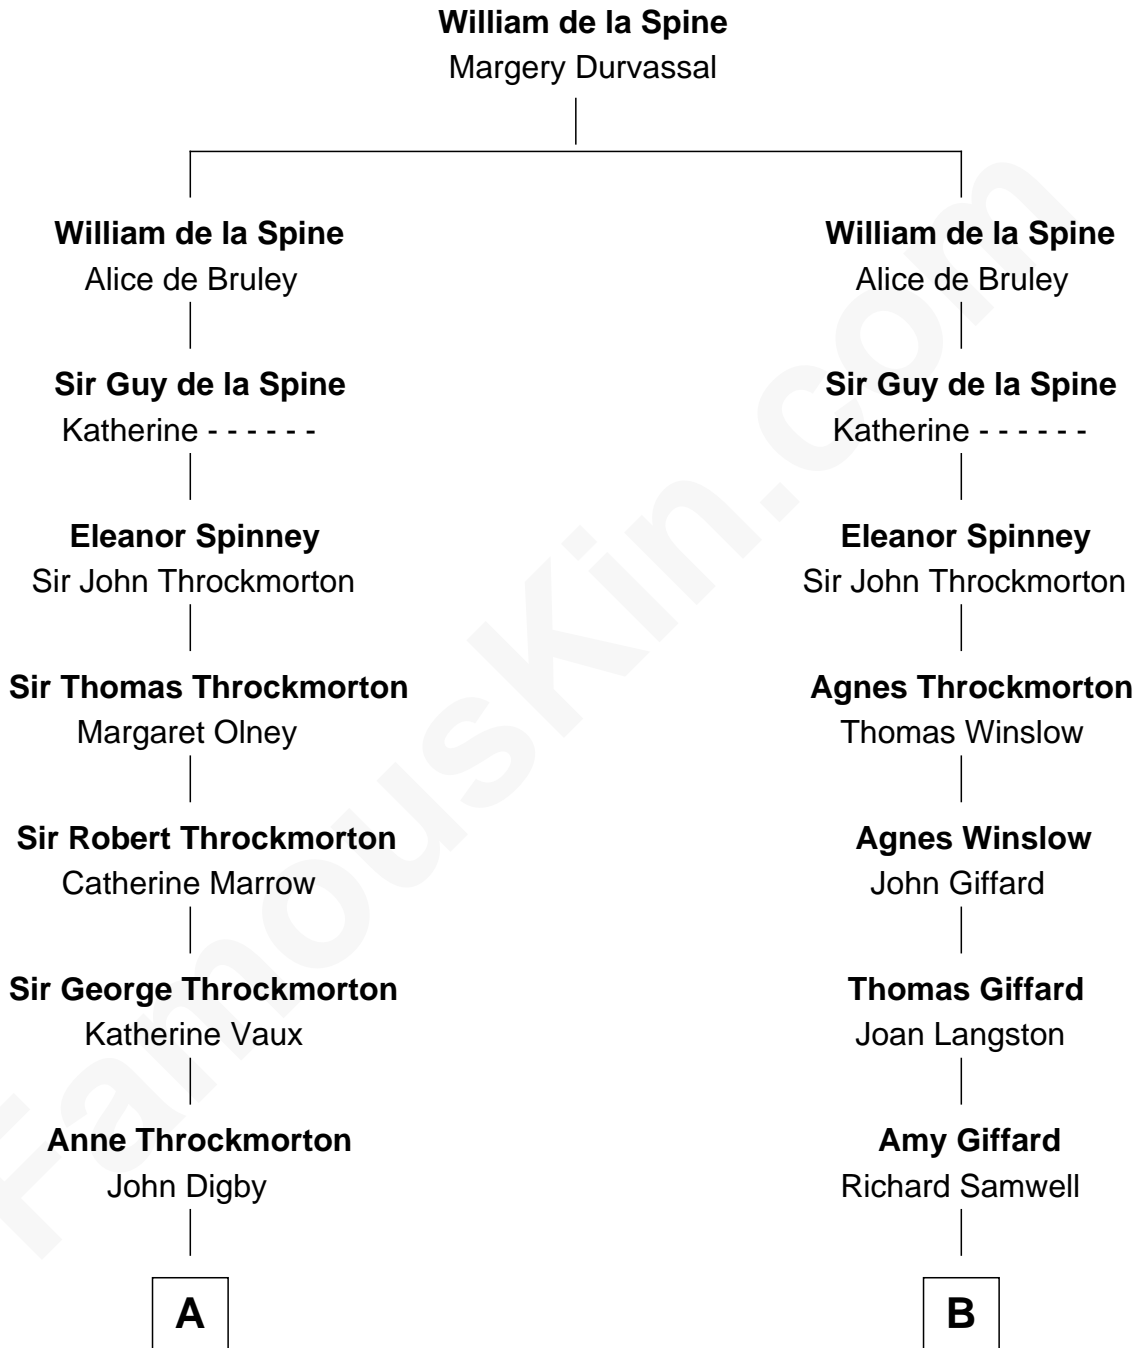 William de la Spine
Margery Durvassal
William de la Spine
Alice de Bruley
Sir Guy de la Spine
Katherine - - - - - -
Eleanor Spinney
Sir John Throckmorton
Sir Thomas Throckmorton
Margaret Olney
Sir Robert Throckmorton
Catherine Marrow
Sir George Throckmorton
Katherine Vaux
Anne Throckmorton
John Digby
A
William de la Spine
Alice de Bruley
Sir Guy de la Spine
Katherine - - - - - -
Eleanor Spinney
Sir John Throckmorton
Agnes Throckmorton
Thomas Winslow
Agnes Winslow
John Giffard
Thomas Giffard
Joan Langston
Amy Giffard
Richard Samwell
B
FamousKin.com